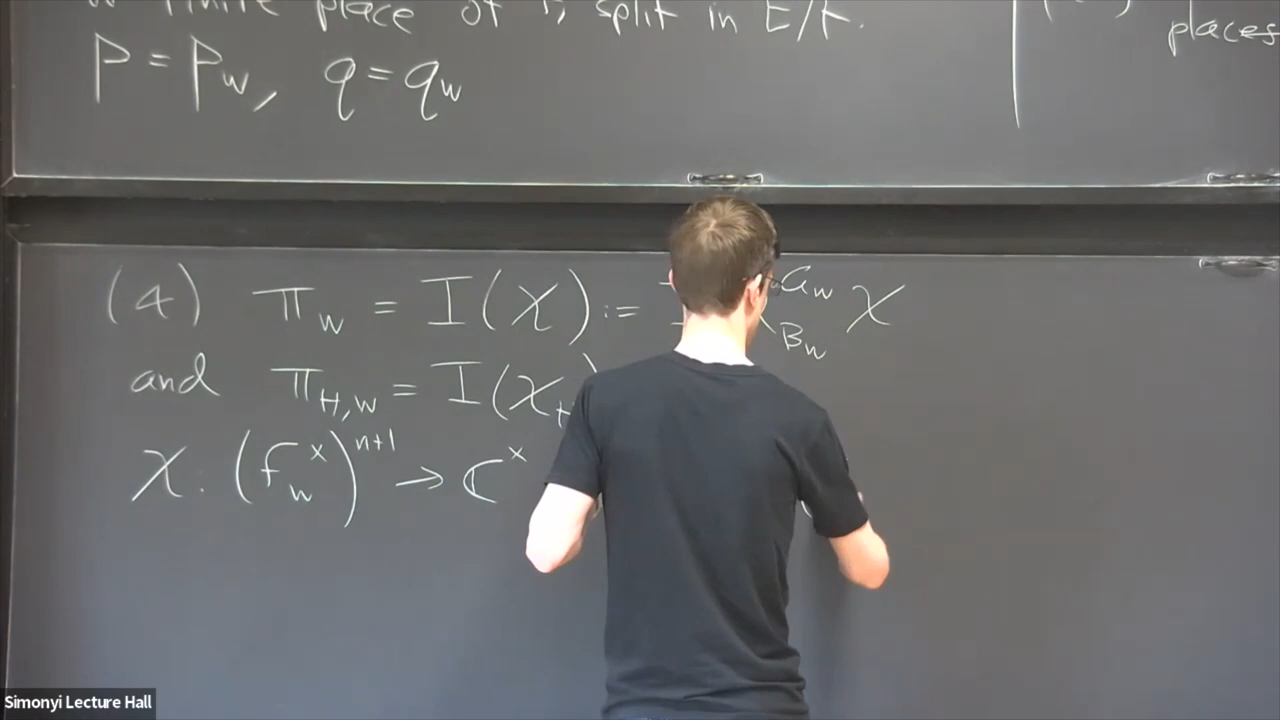 finite place of F, split in E/F.
places
p = p_w, q = q_w
(4) π_w = I(χ) := G_w B_w χ
and π_{H,w} = I(χ_H
χ : (F_w^×)^{n+1} → ℂ^×
Simonyi Lecture Hall